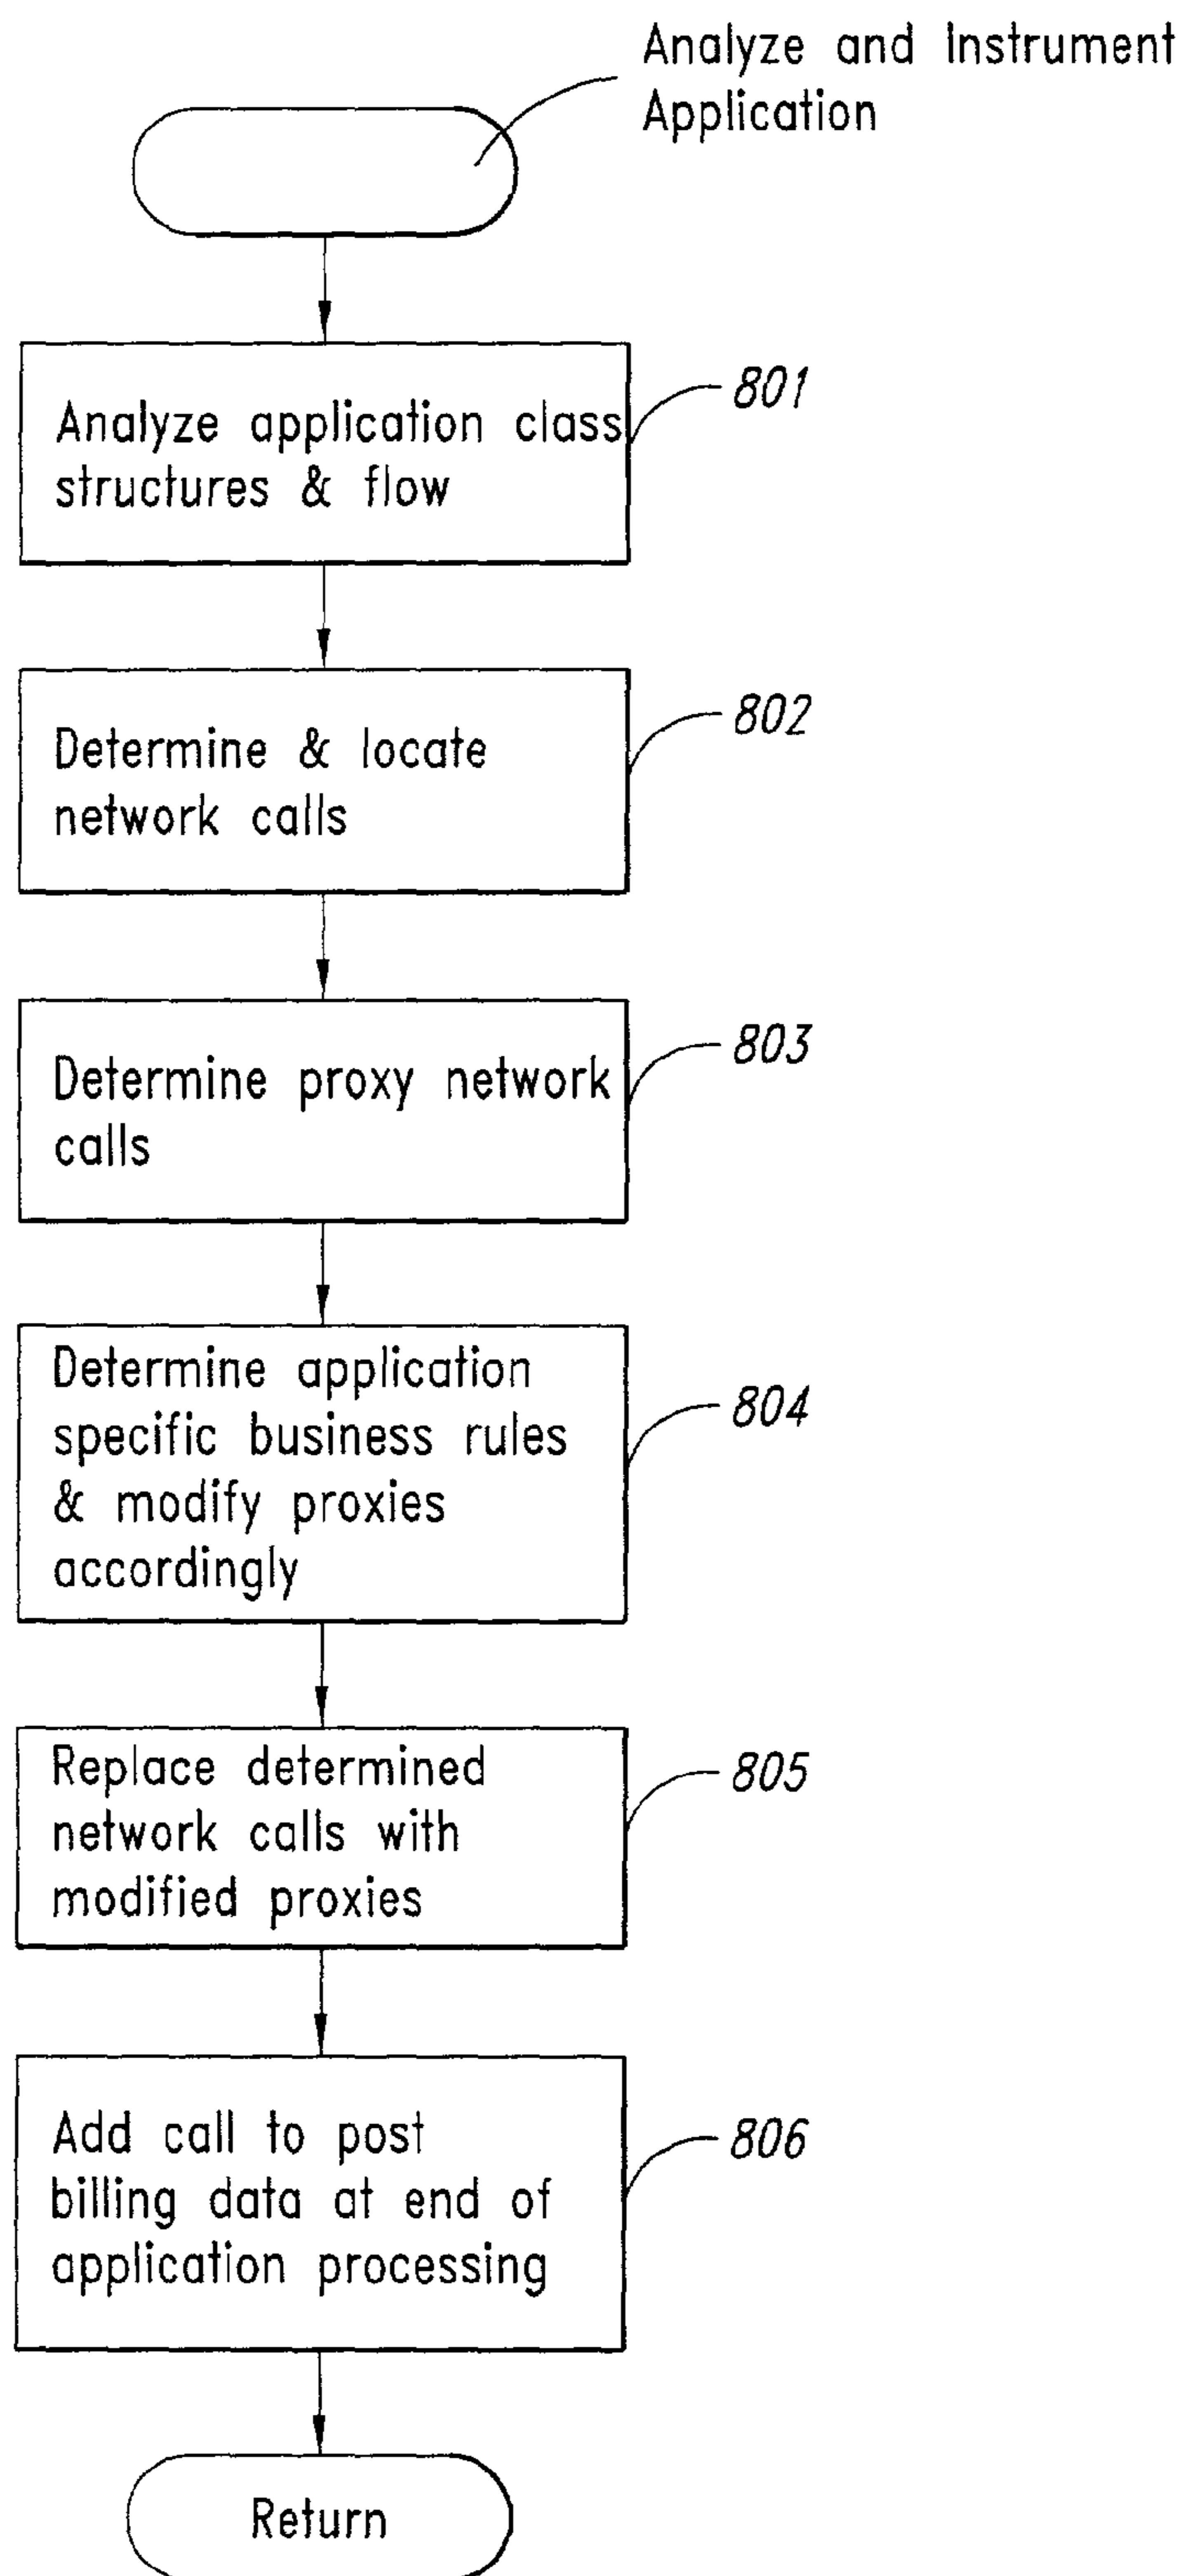 Analyze and Instrument
Application
Analyze application class
structures & flow
801
Determine & locate
network calls
802
Determine proxy network
calls
803
Determine application
specific business rules
& modify proxies
accordingly
804
Replace determined
network calls with
modified proxies
805
Add call to post
billing data at end of
application processing
806
Return